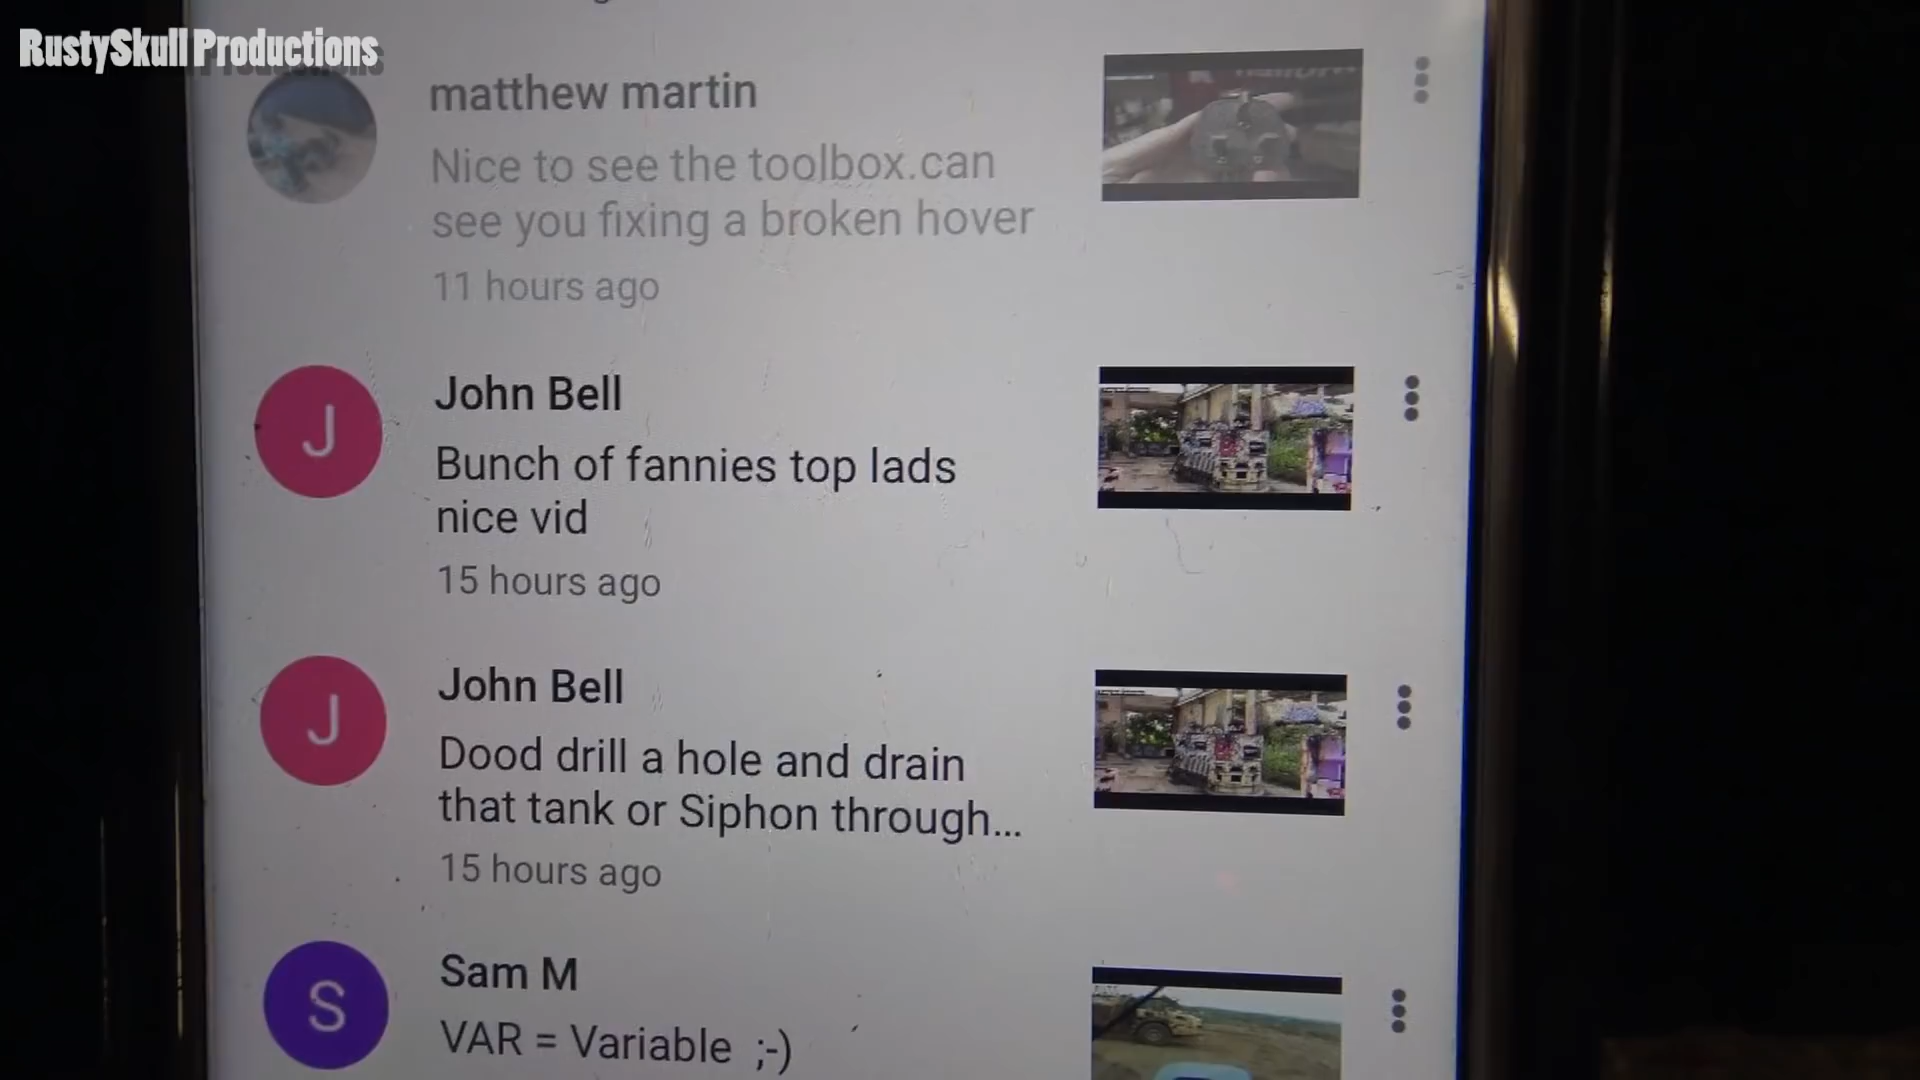 RustySkull Productions
matthew martin
Nice to see the toolbox.can
see you fixing a broken hover
11 hours ago
J
John Bell
Bunch of fannies top lads
nice vid
15 hours ago
J
John Bell
Dood drill a hole and drain
that tank or Siphon through...
15 hours ago
S
Sam M
VAR = Variable ;-)